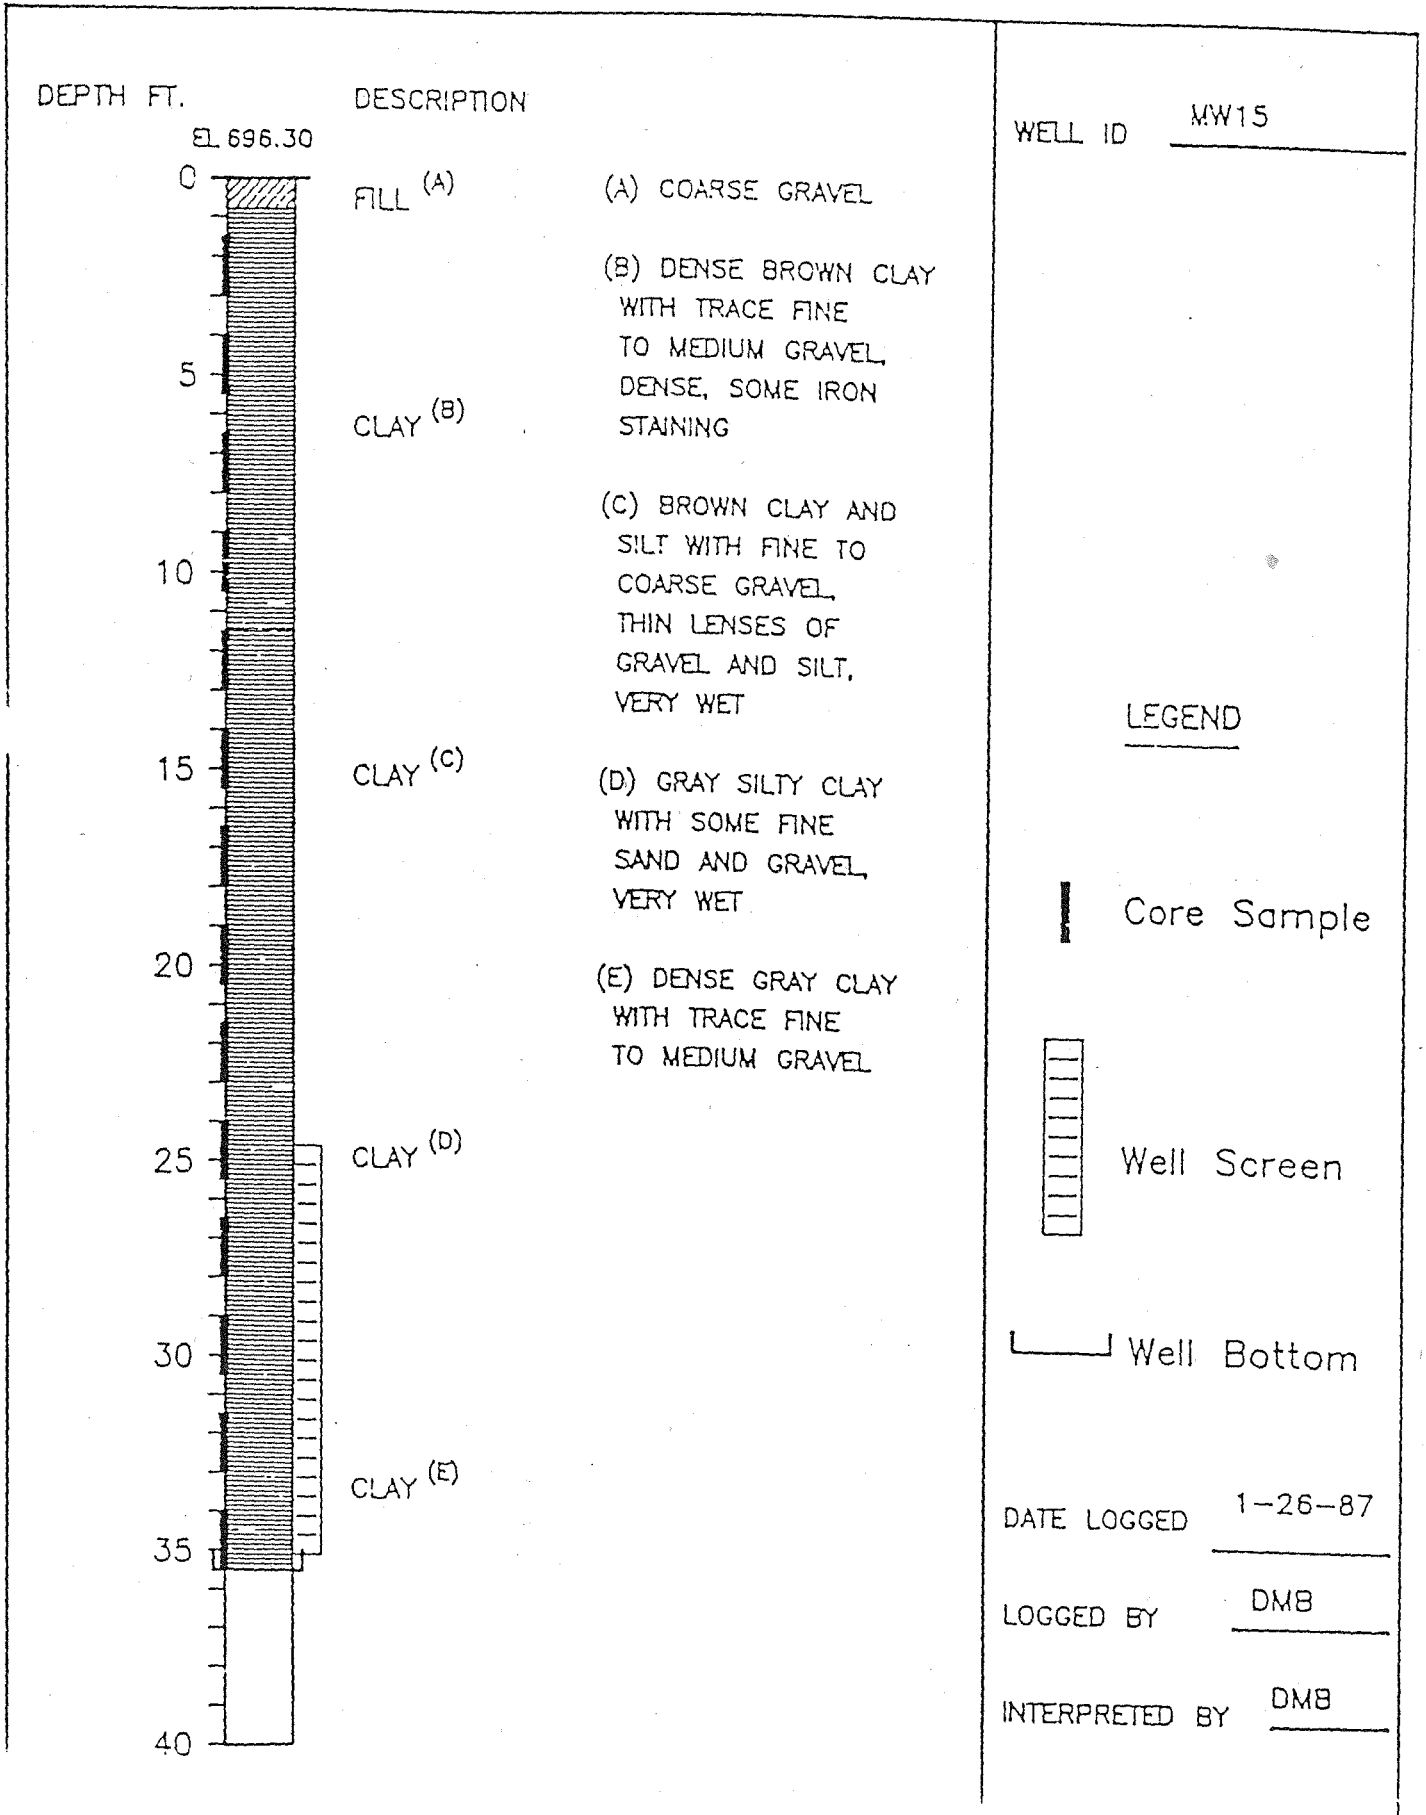 DEPTH FT.
DESCRIPTION
EL 696.30
0
5
10
15
20
25
30
35
40
FILL (A)
CLAY (B)
CLAY (C)
CLAY (D)
CLAY (E)
(A) COARSE GRAVEL
(B) DENSE BROWN CLAY
WITH TRACE FINE
TO MEDIUM GRAVEL,
DENSE, SOME IRON
STAINING
(C) BROWN CLAY AND
SILT WITH FINE TO
COARSE GRAVEL,
THIN LENSES OF
GRAVEL AND SILT,
VERY WET
(D) GRAY SILTY CLAY
WITH SOME FINE
SAND AND GRAVEL,
VERY WET
(E) DENSE GRAY CLAY
WITH TRACE FINE
TO MEDIUM GRAVEL
WELL ID MW15
LEGEND
Core Sample
Well Screen
Well Bottom
DATE LOGGED 1-26-87
LOGGED BY DMB
INTERPRETED BY DMB